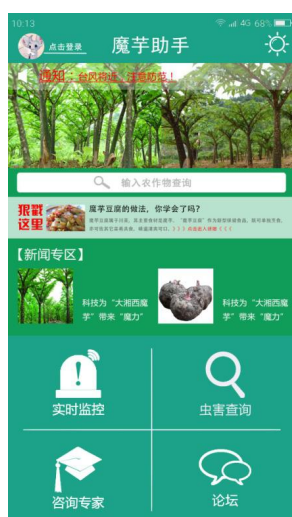 10:13
4G 68%
点击登录
魔芋助手
通知：台风将近，注意防范！
输入农作物查询
狠戳
这里
魔芋豆腐的做法，你学会了吗？
【新闻专区】
科技为“大湘西魔
芋”带来“魔力”
科技为“大湘西魔
芋”带来“魔力”
实时监控
虫害查询
咨询专家
论坛